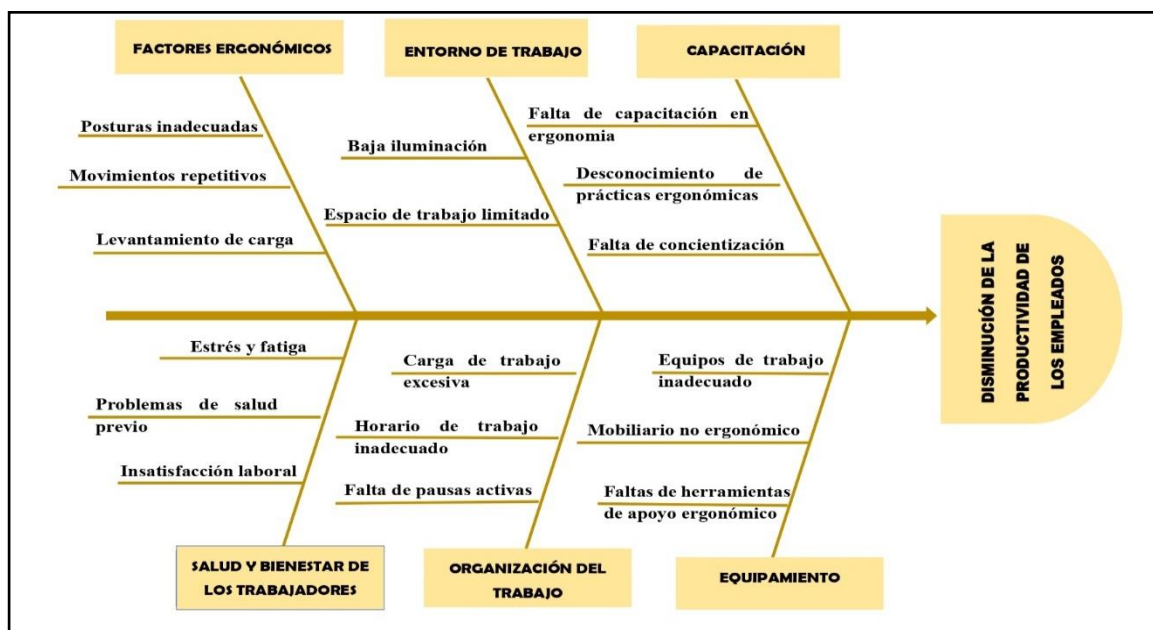 FACTORES ERGONÓMICOS
Posturas inadecuadas
Movimientos repetitivos
Levantamiento de carga
ENTORNO DE TRABAJO
Baja iluminación
Espacio de trabajo limitado
CAPACITACIÓN
Falta de capacitación en
ergonomia
Desconocimiento de
prácticas ergonómicas
Falta de concientización
DISMINUCIÓN DE LA
PRODUCTIVIDAD DE
LOS EMPLEADOS
Estrés y fatiga
Problemas de salud
previo
Insatisfacción laboral
SALUD Y BIENESTAR DE
LOS TRABAJADORES
Carga de trabajo
excesiva
Horario de trabajo
inadecuado
Falta de pausas activas
ORGANIZACIÓN DEL
TRABAJO
Equipos de trabajo
inadecuado
Mobiliario no ergonómico
Faltas de herramientas
de apoyo ergonómico
EQUIPAMIENTO